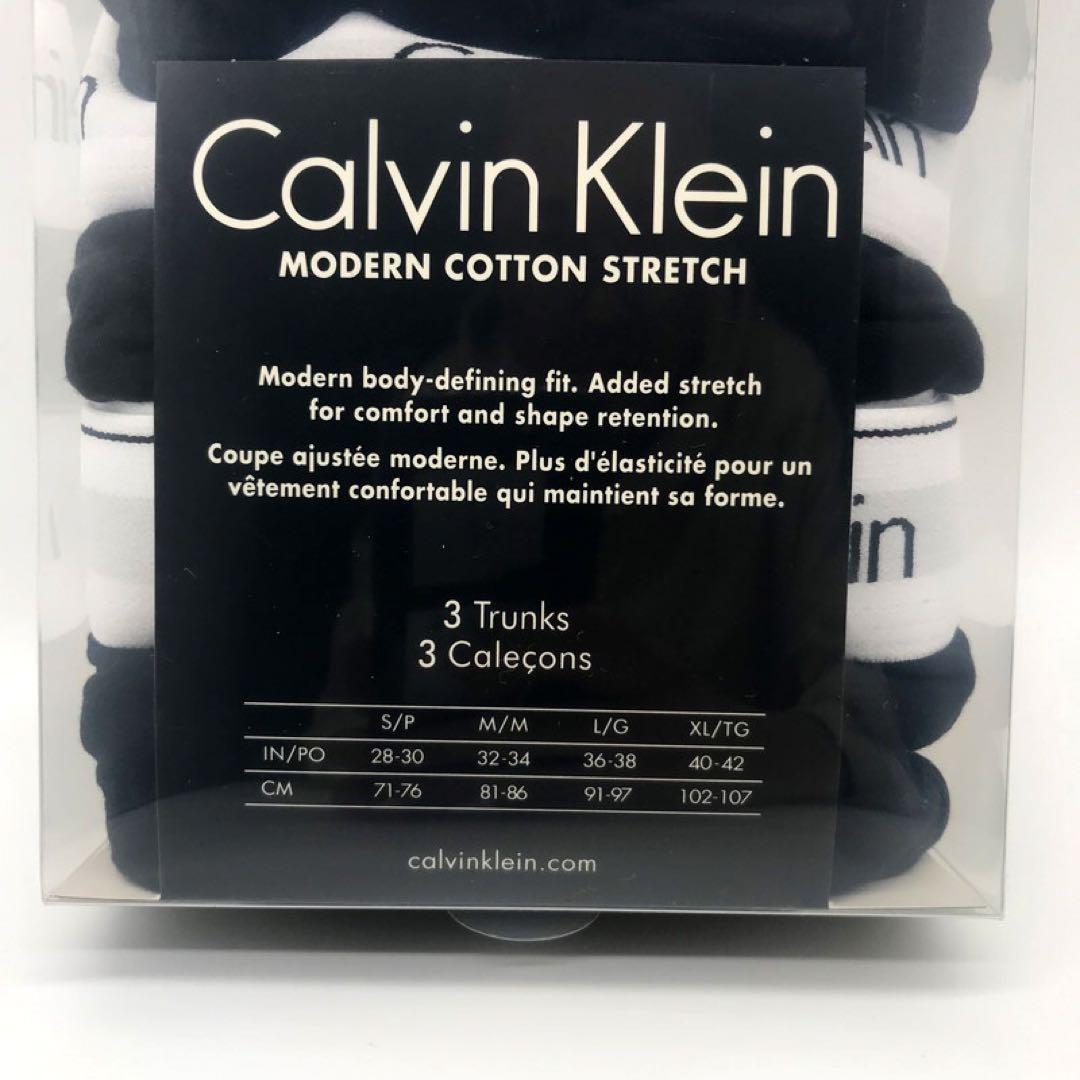 Calvin Klein
MODERN COTTON STRETCH
Modern body-defining fit. Added stretch
for comfort and shape retention.
Coupe ajustée moderne. Plus d'élasticité pour un
vêtement confortable qui maintient sa forme.
in
3 Trunks
3 Caleçons
S/P M/M L/G XL/TG
IN/PO 28-30 32-34 36-38 40-42
CM 71-76 81-86 91-97 102-107
calvinklein.com